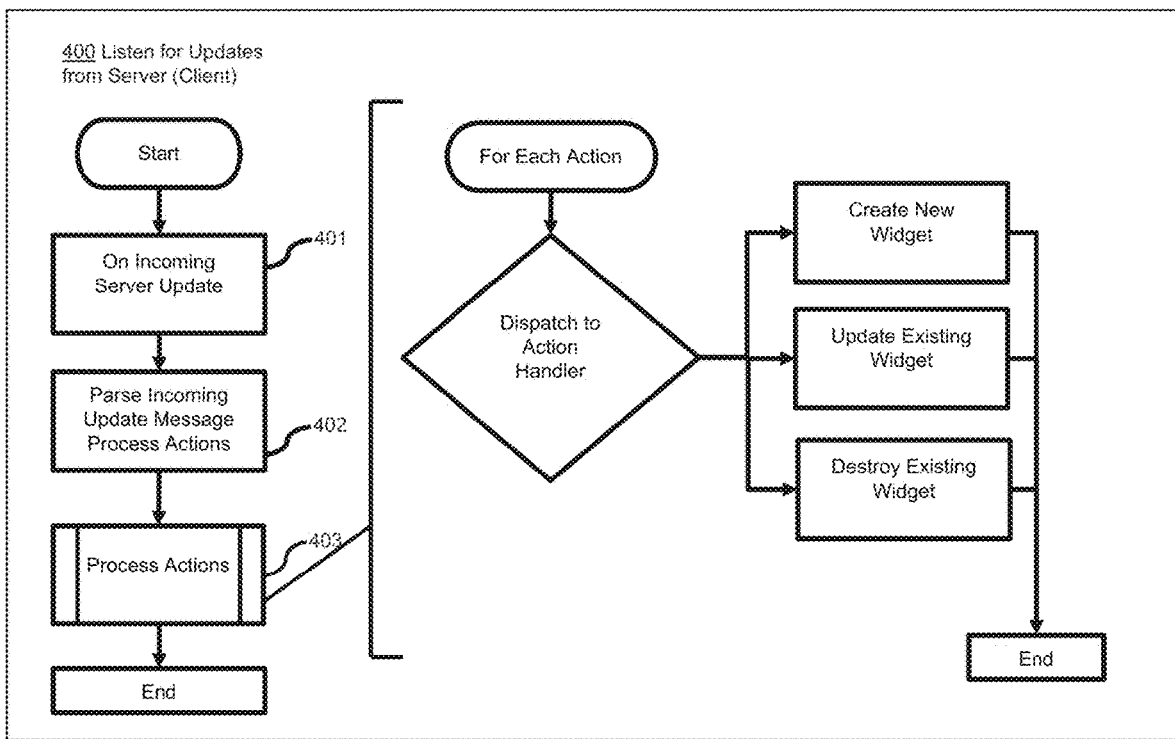 400 Listen for Updates
from Server (Client)
Start
On Incoming
Server Update
401
Parse Incoming
Update Message
Process Actions
402
Process Actions
403
End
For Each Action
Dispatch to
Action
Handler
Create New
Widget
Update Existing
Widget
Destroy Existing
Widget
End